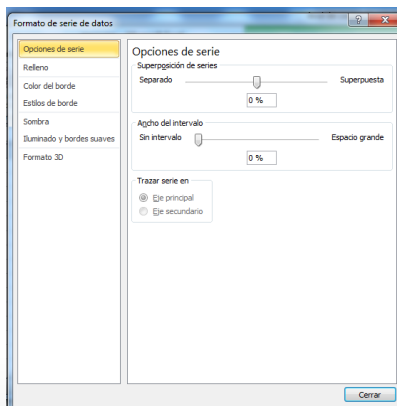 Formato de serie de datos
Opciones de serie
Relleno
Color del borde
Estilos de borde
Sombra
Iluminado y bordes suaves
Formato 3D
Opciones de serie
Superposición de series
Separado Superpuesta
0 %
Ancho del intervalo
Sin intervalo Espacio grande
0 %
Trazar serie en
Eje principal
Eje secundario
Cerrar